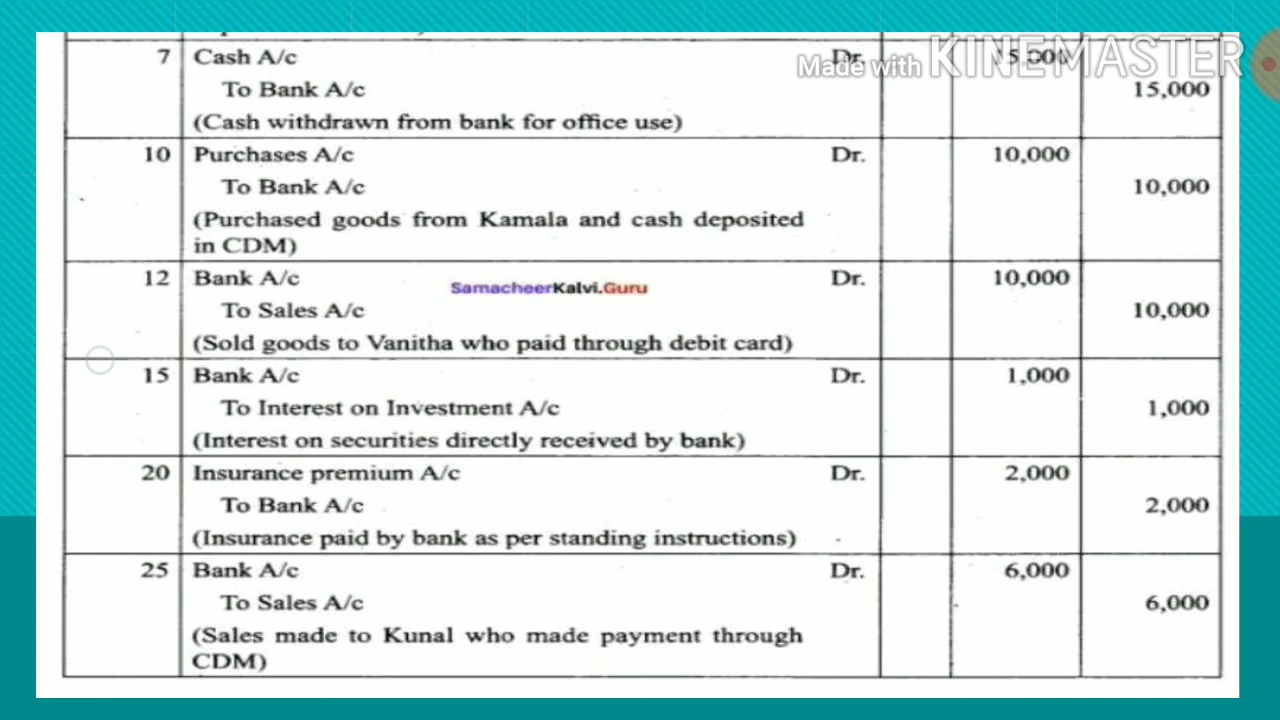 Made with KINEMASTER
7 Cash A/c Dr. 15,000
To Bank A/c 15,000
(Cash withdrawn from bank for office use)
10 Purchases A/c Dr. 10,000
To Bank A/c 10,000
(Purchased goods from Kamala and cash deposited
in CDM)
12 Bank A/c Dr. 10,000
SamacheerKalvi.Guru
To Sales A/c 10,000
(Sold goods to Vanitha who paid through debit card)
15 Bank A/c Dr. 1,000
To Interest on Investment A/c 1,000
(Interest on securities directly received by bank)
20 Insurance premium A/c Dr. 2,000
To Bank A/c 2,000
(Insurance paid by bank as per standing instructions)
25 Bank A/c Dr. 6,000
To Sales A/c 6,000
(Sales made to Kunal who made payment through
CDM)